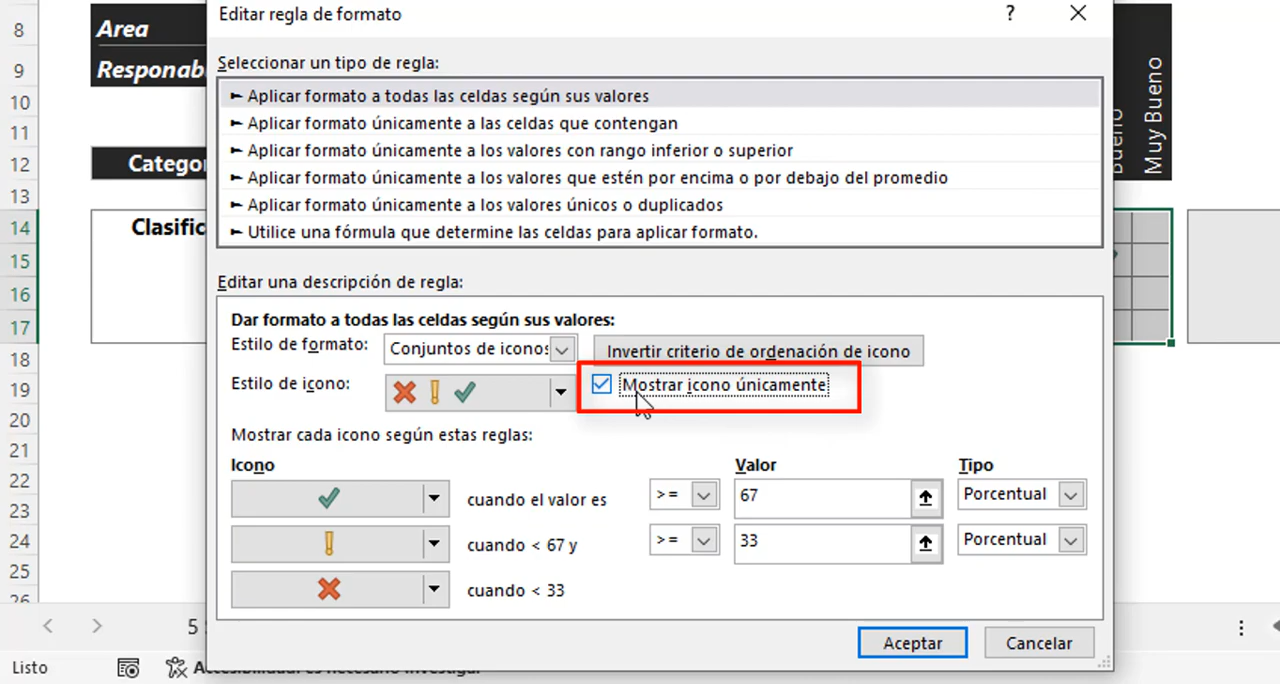 Editar regla de formato
?
8
Area
9
Responab
Seleccionar un tipo de regla:
Aplicar formato a todas las celdas según sus valores
10
Aplicar formato únicamente a las celdas que contengan
11
Aplicar formato únicamente a los valores con rango inferior o superior
12
Categor
Aplicar formato únicamente a los valores que estén por encima o por debajo del promedio
13
Aplicar formato únicamente a los valores únicos o duplicados
14
Clasific
Utilice una fórmula que determine las celdas para aplicar formato.
Bueno
Muy Bueno
15
Editar una descripción de regla:
16
Dar formato a todas las celdas según sus valores:
17
Estilo de formato:
Conjuntos de iconos
Invertir criterio de ordenación de icono
18
Estilo de icono:
Mostrar icono únicamente
19
20
Mostrar cada icono según estas reglas:
21
Icono
Valor
Tipo
22
cuando el valor es
>=
67
Porcentual
23
24
cuando < 67 y
>=
33
Porcentual
25
cuando < 33
26
5
Aceptar
Cancelar
Listo
Accesibilidad: es necesario investigar